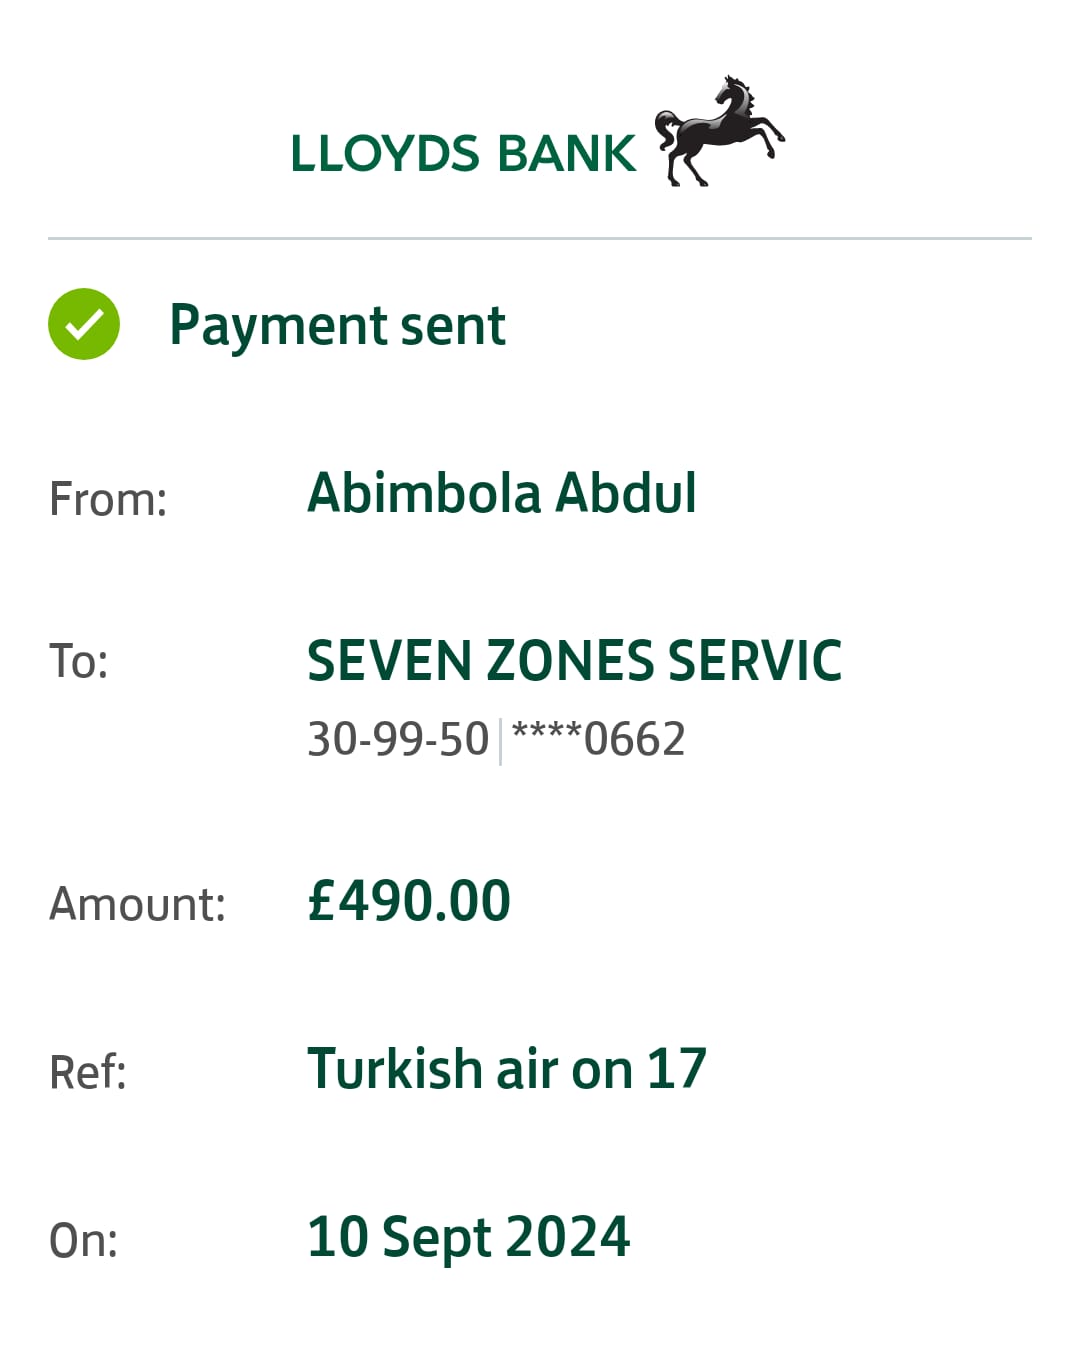 LLOYDS BANK
Payment sent
From: Abimbola Abdul
To: SEVEN ZONES SERVIC
30-99-50 ****0662
Amount: £490.00
Ref: Turkish air on 17
On: 10 Sept 2024